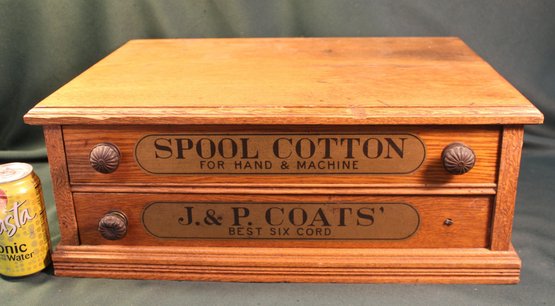 SPOOL COTTON
FOR HAND & MACHINE
J. & P. COATS'
BEST SIX CORD
sta
onic
Water